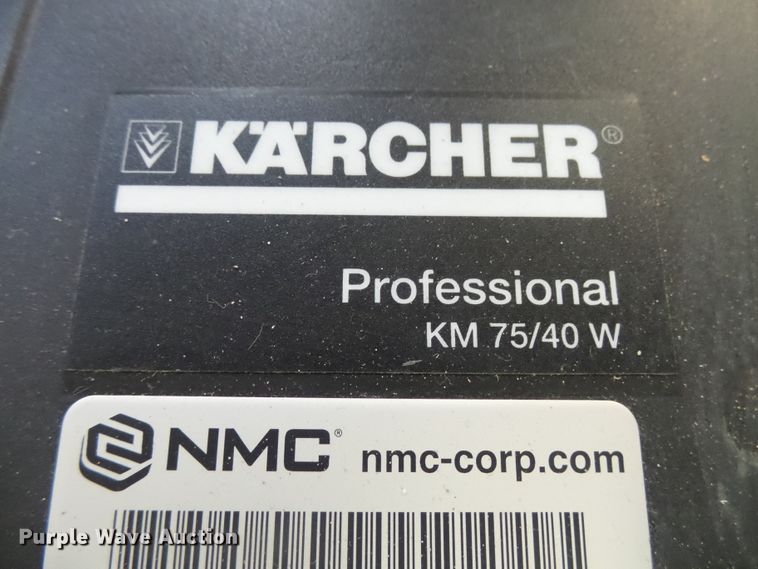 KÄRCHER®
Professional
KM 75/40 W
NMC® nmc-corp.com
Purple Wave Auction